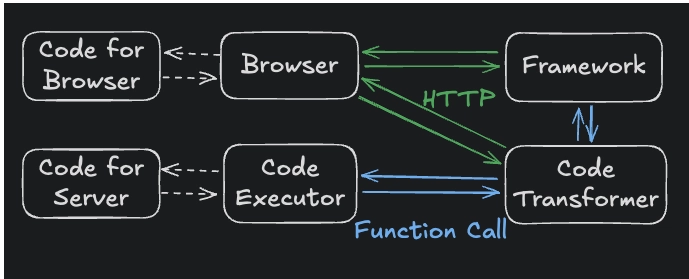 Code for
Browser
Browser
Framework
HTTP
Code for
Server
Code
Executor
Code
Transformer
Function Call